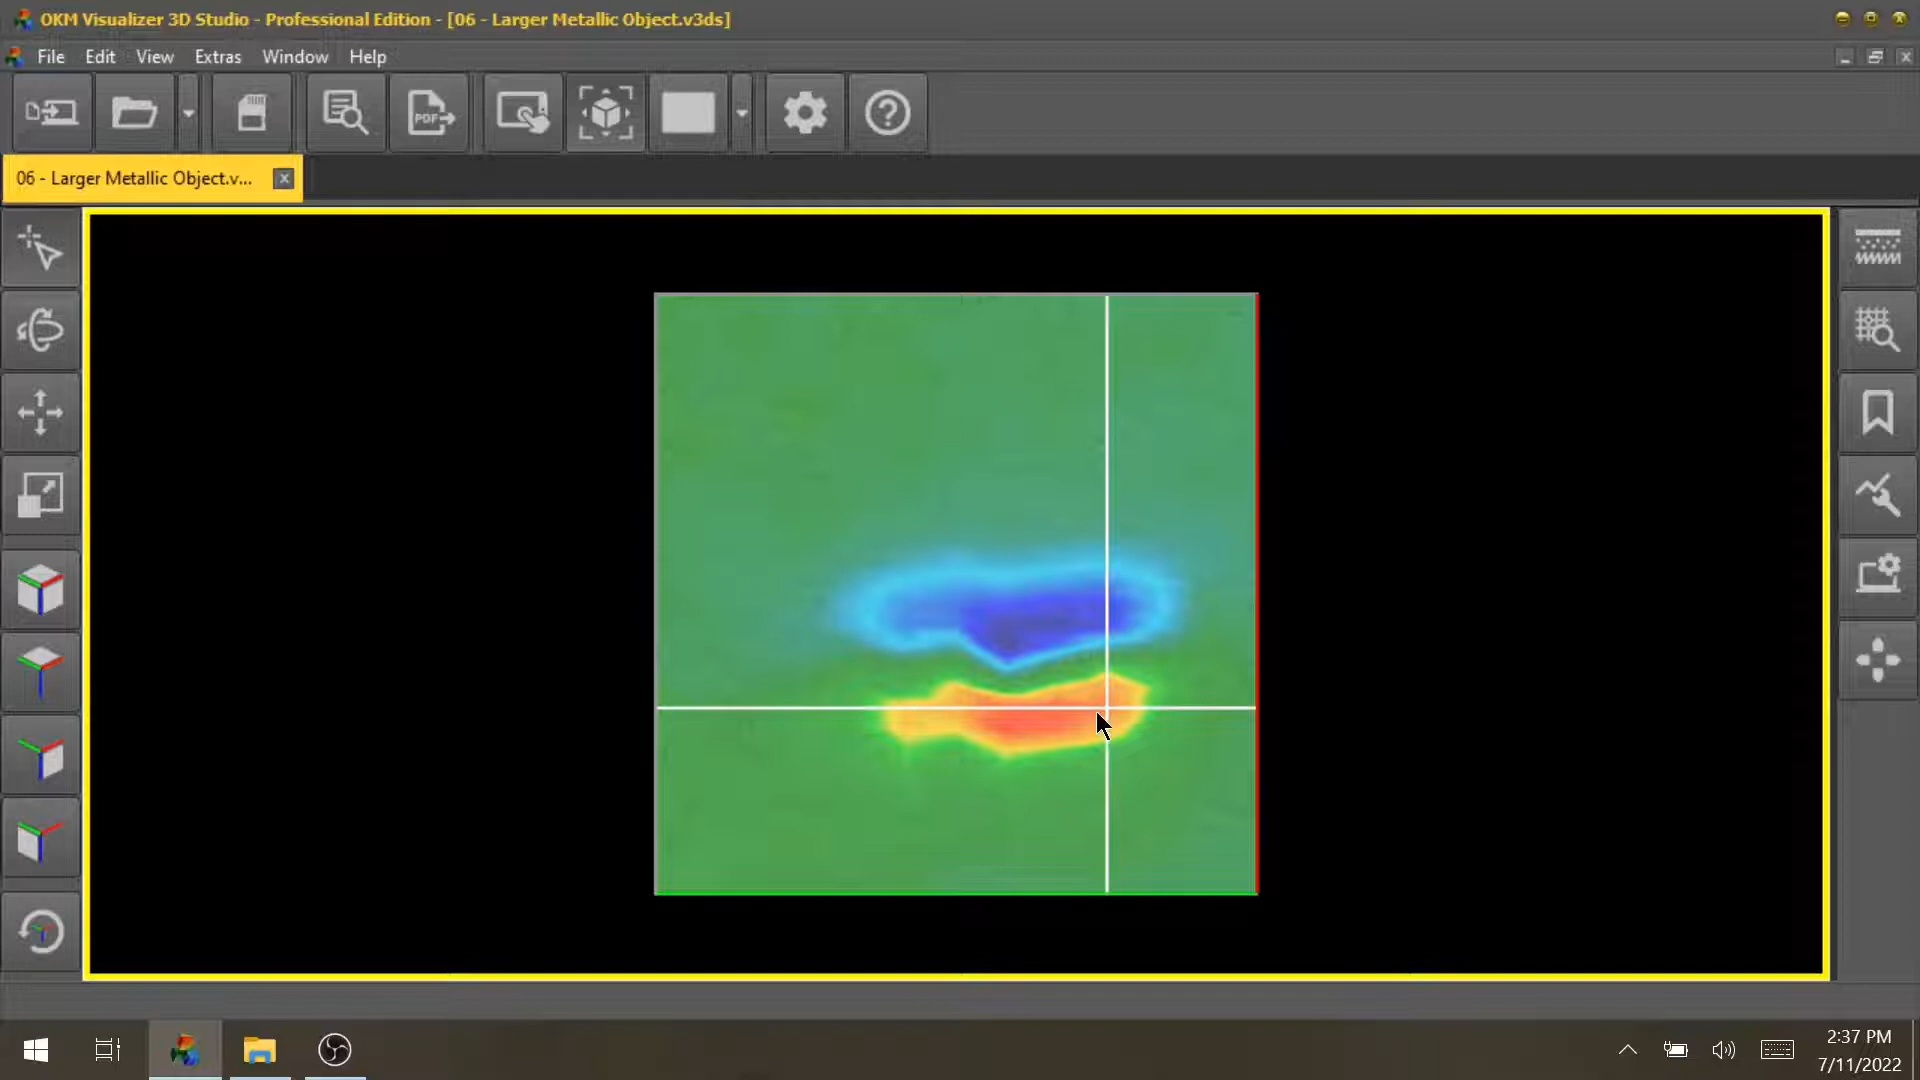 OKM Visualizer 3D Studio - Professional Edition - [06 - Larger Metallic Object.v3ds]
File Edit View Extras Window Help
PDF
06 - Larger Metallic Object.v...
2:37 PM
7/11/2022